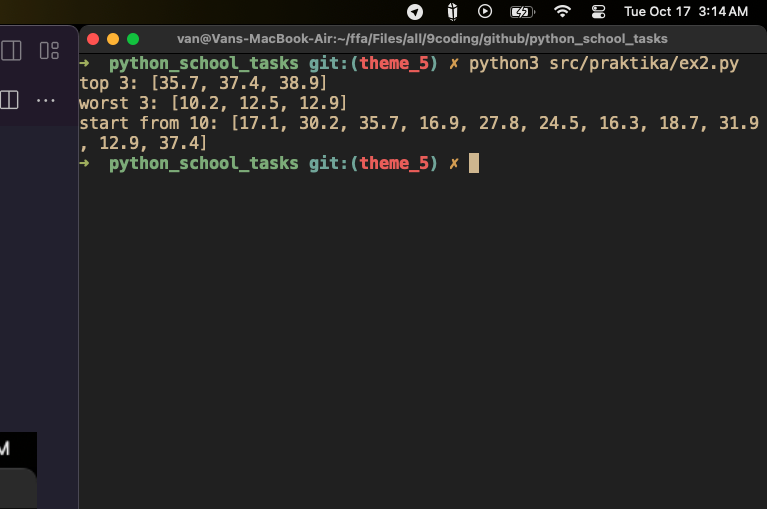 Tue Oct 17 3:14 AM
van@Vans-MacBook-Air:~/ffa/Files/all/9coding/github/python_school_tasks
→ python_school_tasks git:(theme_5) ✗ python3 src/praktika/ex2.py
top 3: [35.7, 37.4, 38.9]
worst 3: [10.2, 12.5, 12.9]
start from 10: [17.1, 30.2, 35.7, 16.9, 27.8, 24.5, 16.3, 18.7, 31.9
, 12.9, 37.4]
→ python_school_tasks git:(theme_5) ✗
M